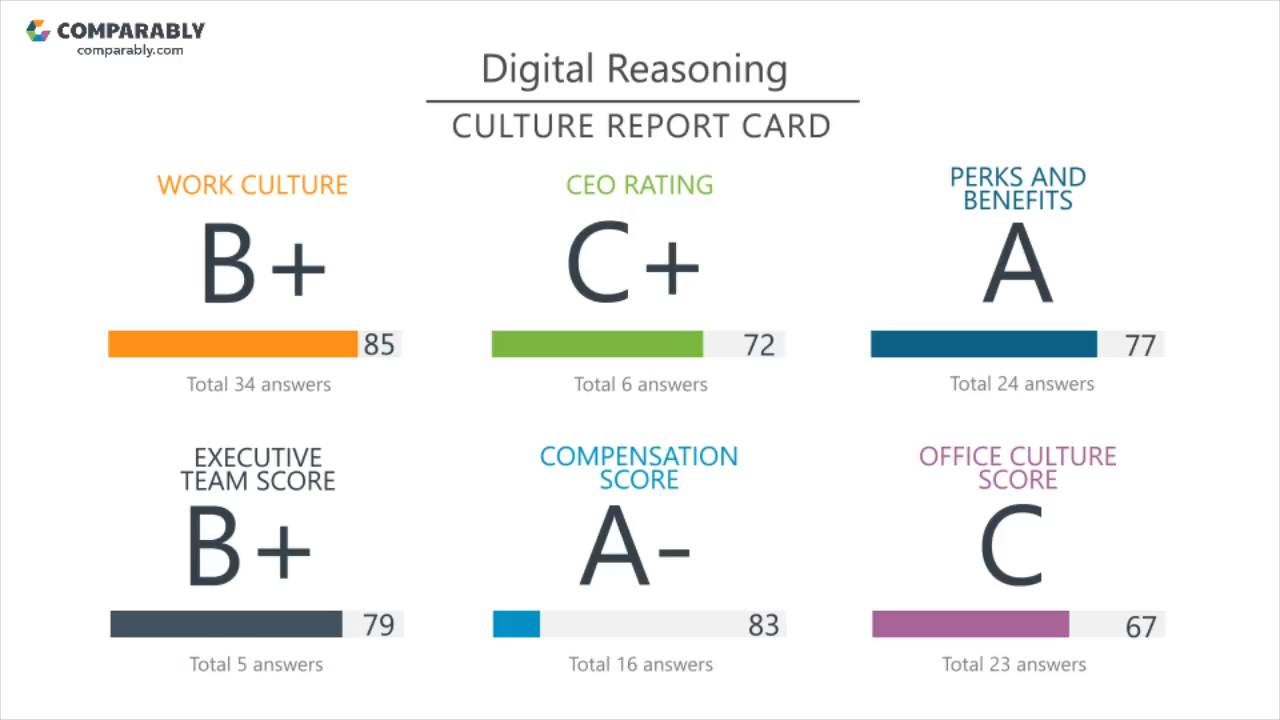 COMPARABLY
comparably.com
Digital Reasoning
CULTURE REPORT CARD
WORK CULTURE
B+
85
Total 34 answers
CEO RATING
C+
72
Total 6 answers
PERKS AND
BENEFITS
A
77
Total 24 answers
EXECUTIVE
TEAM SCORE
B+
79
Total 5 answers
COMPENSATION
SCORE
A-
83
Total 16 answers
OFFICE CULTURE
SCORE
C
67
Total 23 answers